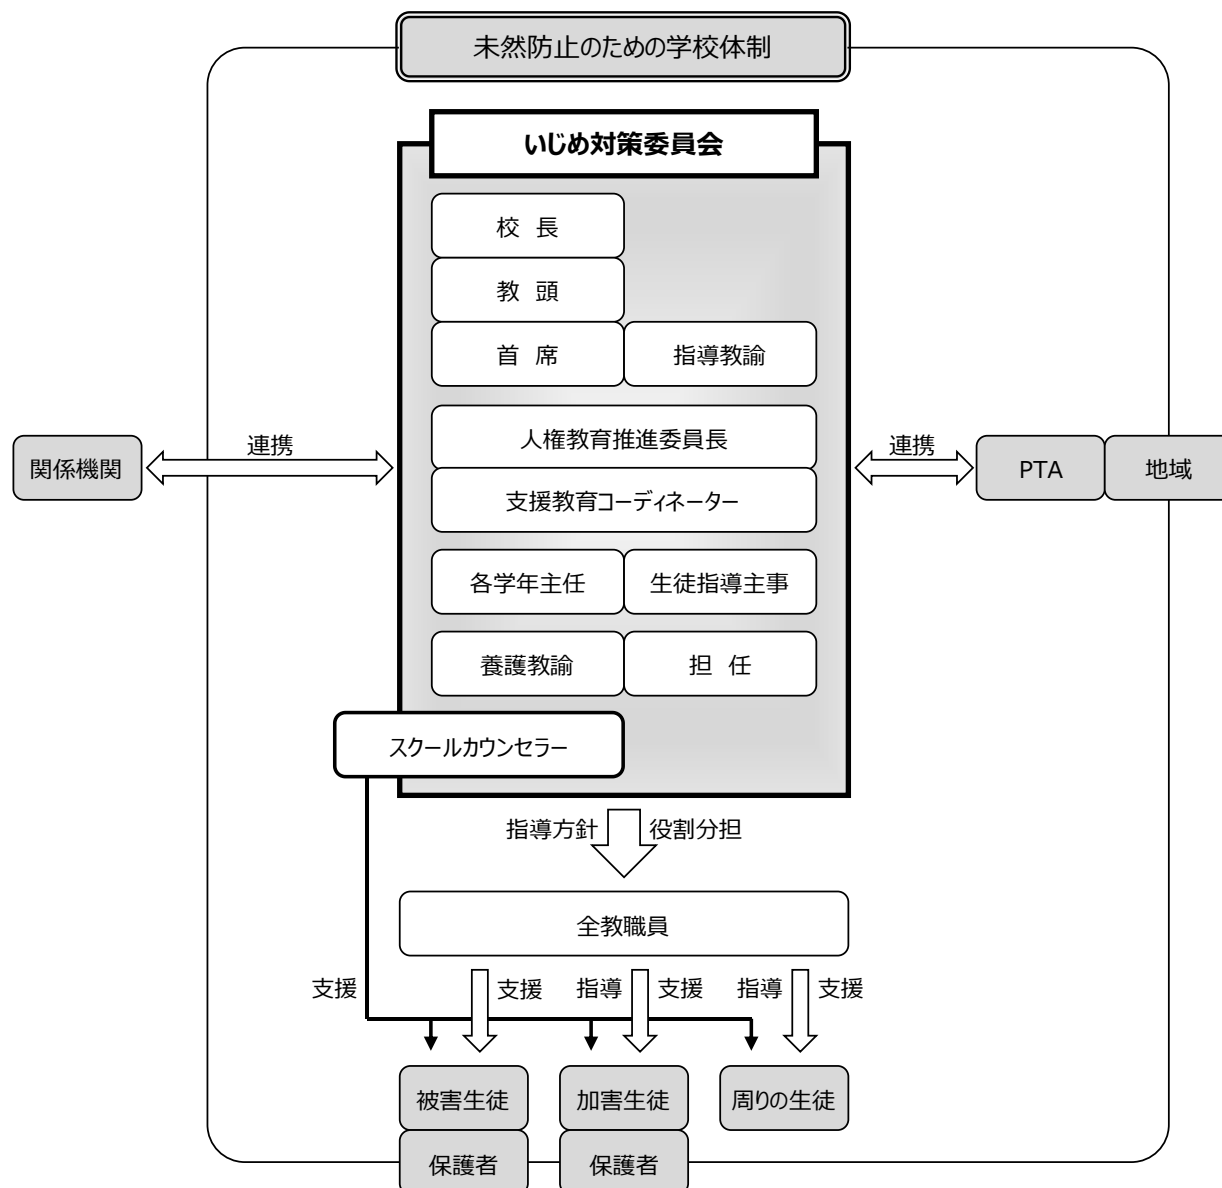 未然防止のための学校体制
いじめ対策委員会
校 長
教 頭
首 席
指導教諭
人権教育推進委員長
支援教育コーディネーター
関係機関
連携
連携
PTA
地域
各学年主任
生徒指導主事
養護教諭
担 任
スクールカウンセラー
指導方針
役割分担
全教職員
支援
支援
指導
支援
指導
支援
被害生徒
加害生徒
周りの生徒
保護者
保護者